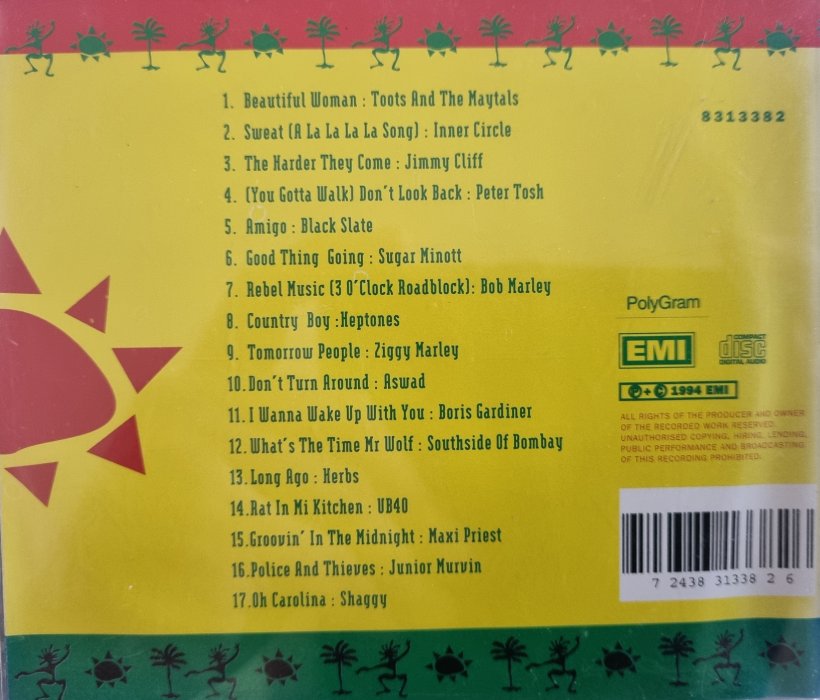 1. Beautiful Woman : Toots And The Maytals
2. Sweat (A La La La La Song) : Inner Circle
3. The Harder They Come : Jimmy Cliff
4. (You Gotta Walk) Don't Look Back : Peter Tosh
5. Amigo : Black Slate
6. Good Thing Going : Sugar Minott
7. Rebel Music (3 O'Clock Roadblock): Bob Marley
8. Country Boy :Heptones
9. Tomorrow People : Ziggy Marley
10.Don't Turn Around : Aswad
11.I Wanna Wake Up With You : Boris Gardiner
12.What's The Time Mr Wolf : Southside Of Bombay
13.Long Ago : Herbs
14.Rat In Mi Kitchen : UB40
15.Groovin' In The Midnight : Maxi Priest
16.Police And Thieves : Junior Murvin
17.Oh Carolina : Shaggy
8313382
PolyGram
EMI
COMPACT
disc
DIGITAL AUDIO
Ⓟ+© 1994 EMI
ALL RIGHTS OF THE PRODUCER AND OWNER
OF THE RECORDED WORK RESERVED.
UNAUTHORISED COPYING, HIRING, LENDING,
PUBLIC PERFORMANCE AND BROADCASTING
OF THIS RECORDING PROHIBITED.
7 2438 31338 2 6